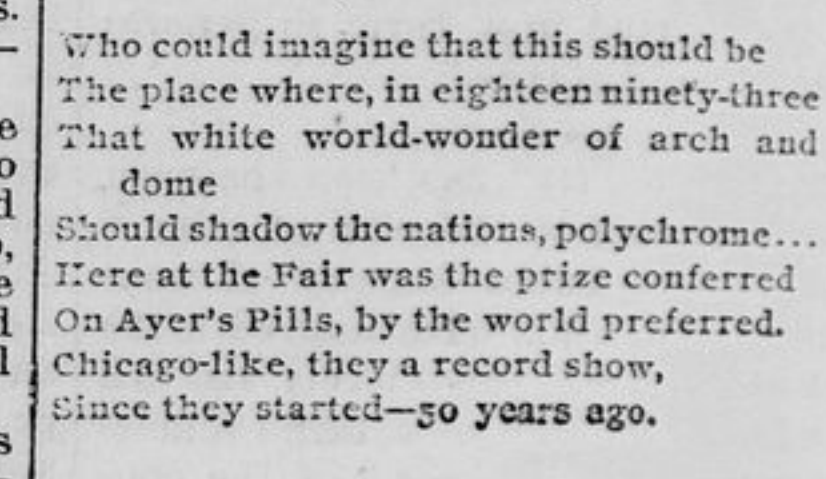 s.
Who could imagine that this should be
The place where, in eighteen ninety-three
e
That white world-wonder of arch and
o
dome
d
Should shadow the nations, polychrome...
,
e
Here at the Fair was the prize conferred
d
On Ayer's Pills, by the world preferred.
l
Chicago-like, they a record show,
Since they started—50 years ago.
s